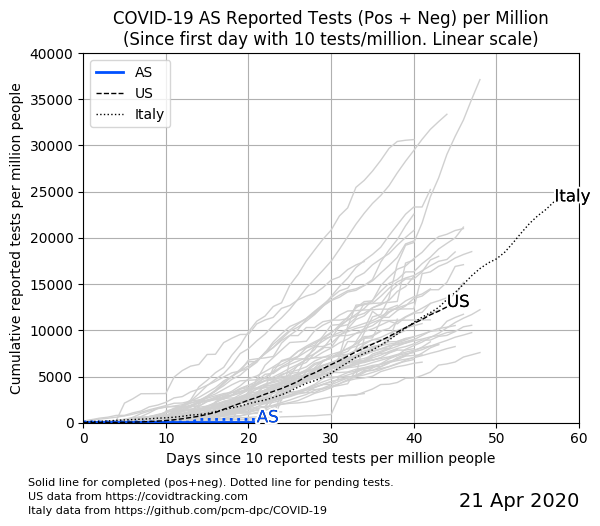 COVID-19 AS Reported Tests (Pos + Neg) per Million
(Since first day with 10 tests/million. Linear scale)
Cumulative reported tests per million people
40000
35000
30000
25000
20000
15000
10000
5000
0
AS
US
Italy
Italy
US
AS
0 10 20 30 40 50 60
Days since 10 rported tests per million people
Solid line for completed (pos+neg). Dotted line for pending tests.
US data from https://covidtracking.com
Italy data from https://github.com/pcm-dpc/COVID-19
21 Apr 2020